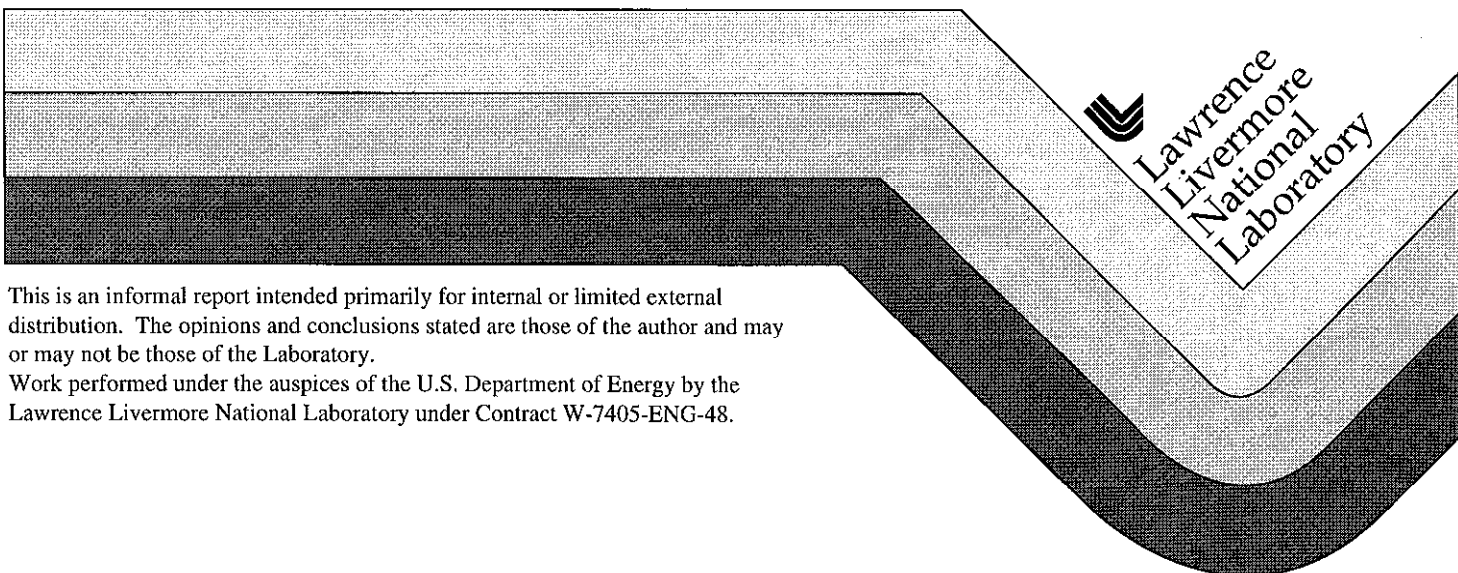 Lawrence
Livermore
National
Laboratory
This is an informal report intended primarily for internal or limited external
distribution. The opinions and conclusions stated are those of the author and may
or may not be those of the Laboratory.
Work performed under the auspices of the U.S. Department of Energy by the
Lawrence Livermore National Laboratory under Contract W-7405-ENG-48.